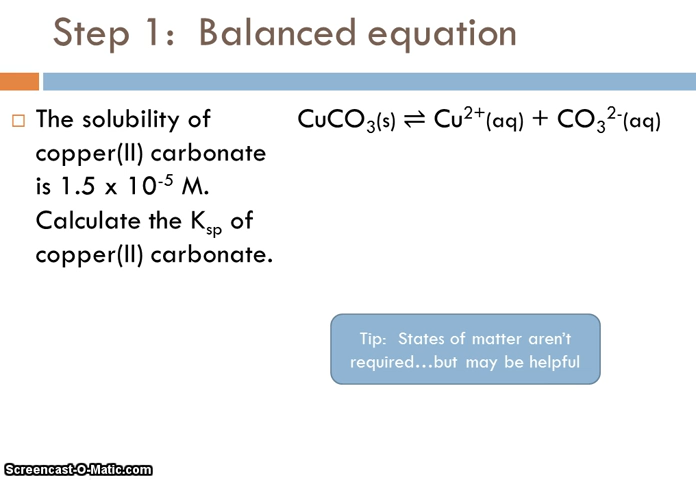 Step 1:  Balanced equation
The solubility of
copper(II) carbonate
is 1.5 x 10⁻⁵ M.
Calculate the Kₛₚ of
copper(II) carbonate.
CuCO₃(s) ⇌ Cu²⁺(aq) + CO₃²⁻(aq)
Tip:  States of matter aren't
required...but may be helpful
Screencast-O-Matic.com